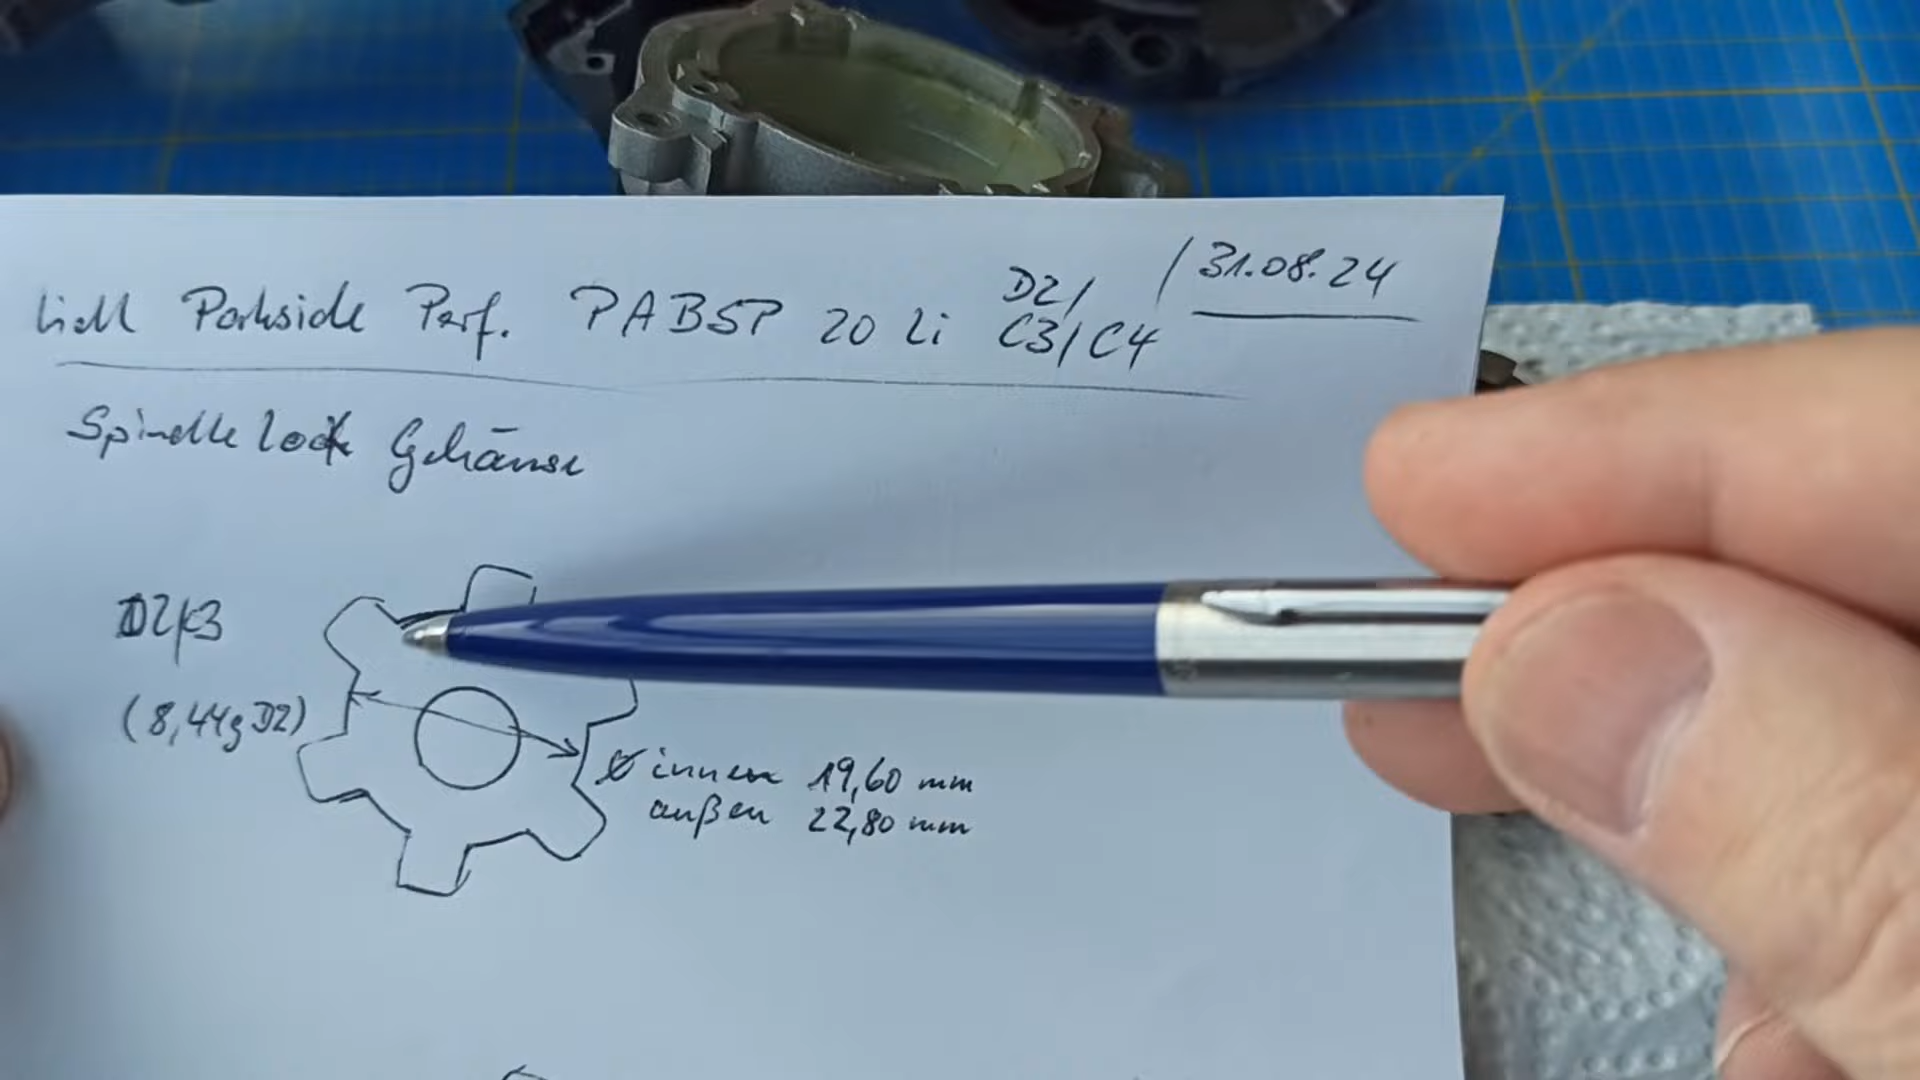 Lidl Parkside Perf. PABSP 20 Li D2/ C3/C4 / 31.08.24
Spindle lock Gehäuse
D2/C3
(8,44g D2)
Ø innen 19,60 mm
außen 22,80 mm